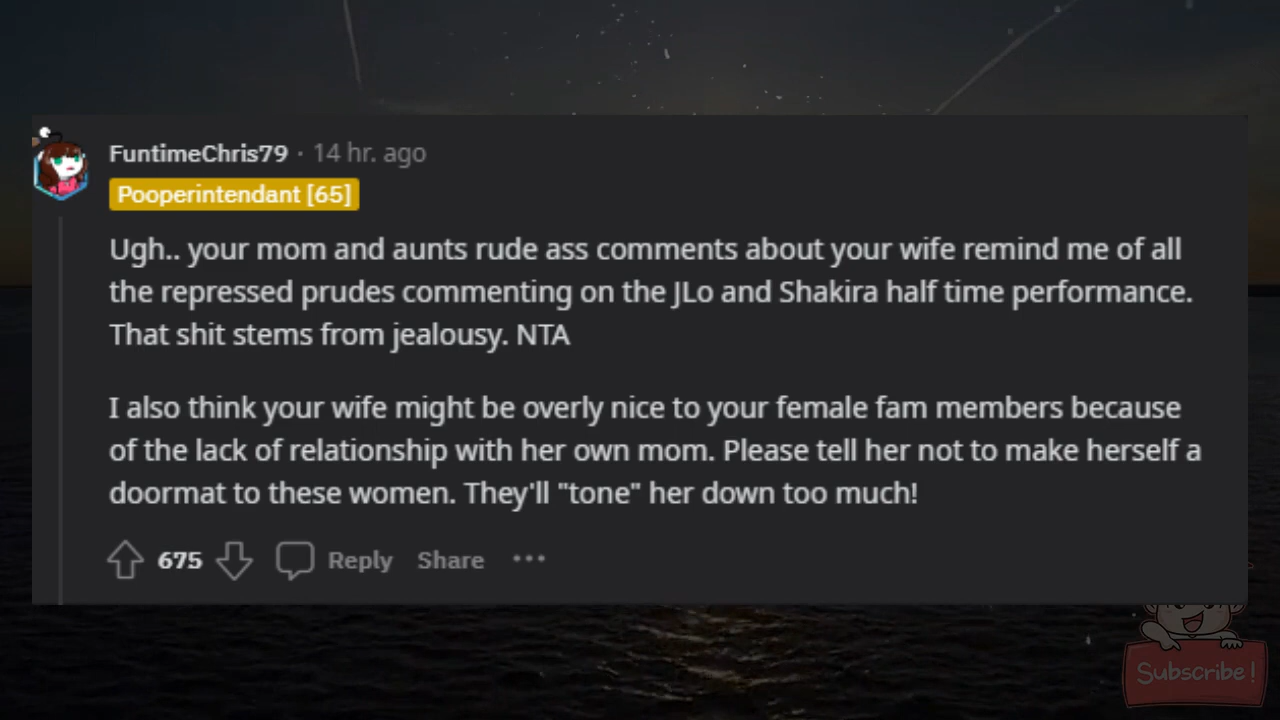 FuntimeChris79 · 14 hr. ago
Pooperintendant [65]
Ugh.. your mom and aunts rude ass comments about your wife remind me of all
the repressed prudes commenting on the JLo and Shakira half time performance.
That shit stems from jealousy. NTA
I also think your wife might be overly nice to your female fam members because
of the lack of relationship with her own mom. Please tell her not to make herself a
doormat to these women. They'll "tone" her down too much!
675 Reply Share ···
Subscribe!